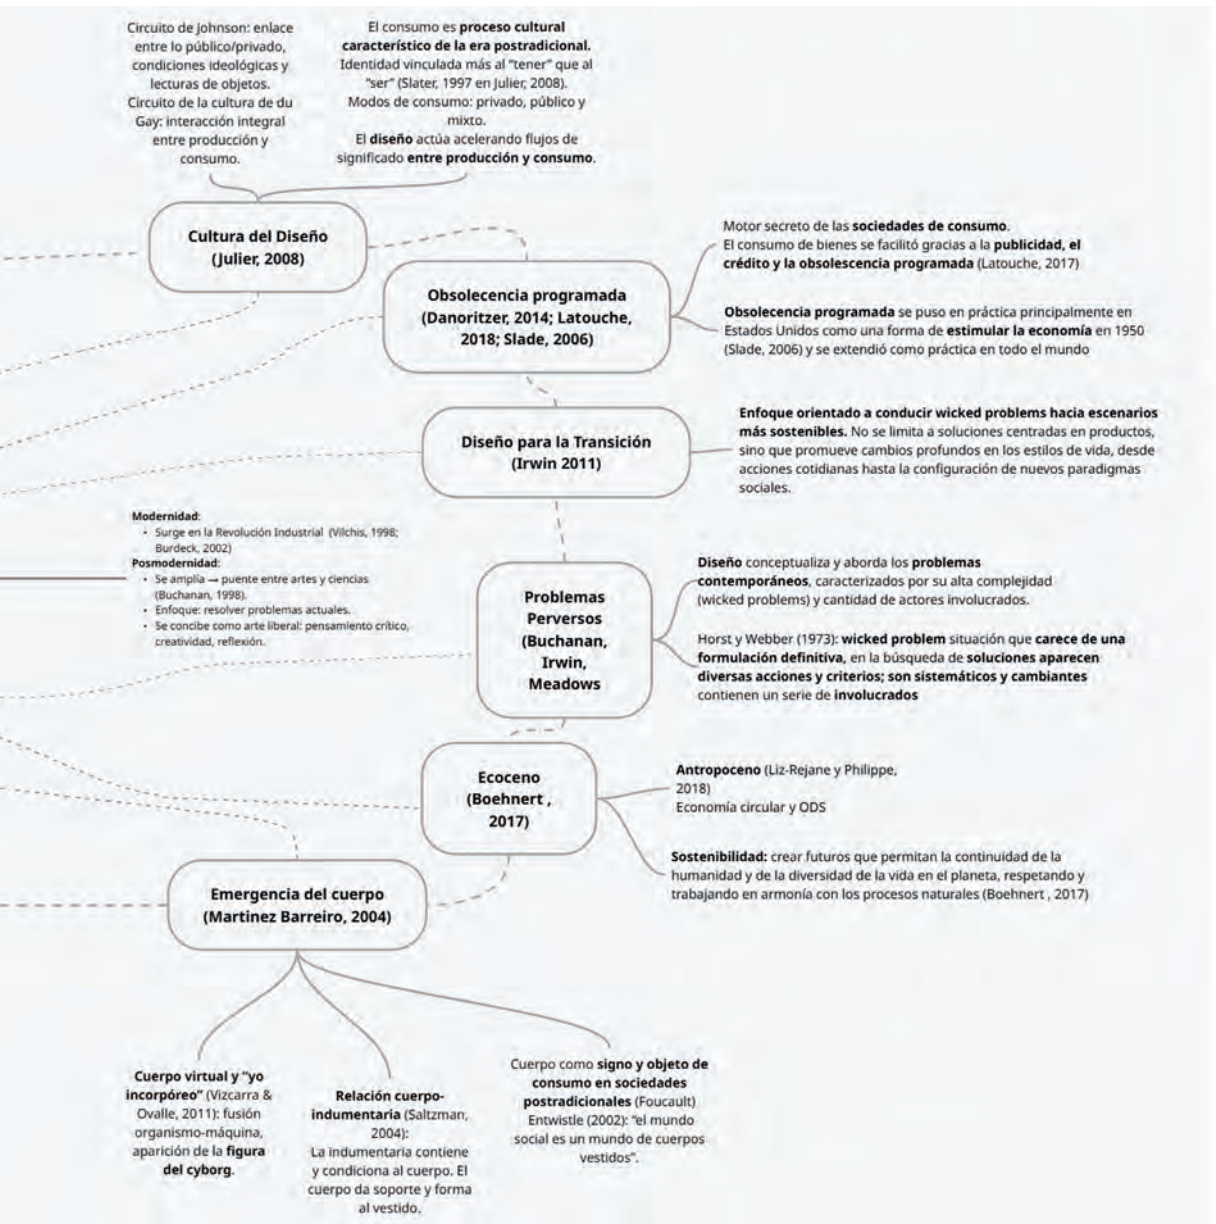 Circuito de Johnson: enlace
entre lo público/privado,
condiciones ideológicas y
lecturas de objetos.
Circuito de la cultura de du
Gay: interacción integral
entre producción y
consumo.
El consumo es proceso cultural
característico de la era postradicional.
Identidad vinculada más al “tener” que al
“ser” (Slater, 1997 en Julier, 2008).
Modos de consumo: privado, público y
mixto.
El diseño actúa acelerando flujos de
significado entre producción y consumo.
Cultura del Diseño
(Julier, 2008)
Obsolecencia programada
(Danoritzer, 2014; Latouche,
2018; Slade, 2006)
Motor secreto de las sociedades de consumo.
El consumo de bienes se facilitó gracias a la publicidad, el
crédito y la obsolescencia programada (Latouche, 2017)
Obsolecencia programada se puso en práctica principalmente en
Estados Unidos como una forma de estimular la economía en 1950
(Slade, 2006) y se extendió como práctica en todo el mundo
Diseño para la Transición
(Irwin 2011)
Enfoque orientado a conducir wicked problems hacia escenarios
más sostenibles. No se limita a soluciones centradas en productos,
sino que promueve cambios profundos en los estilos de vida, desde
acciones cotidianas hasta la configuración de nuevos paradigmas
sociales.
Modernidad:
• Surge en la Revolución Industrial (Vilchis, 1998;
Burdeck, 2002)
Posmodernidad:
• Se amplía → puente entre artes y ciencias
(Buchanan, 1998).
• Enfoque: resolver problemas actuales.
• Se concibe como arte liberal: pensamiento crítico,
creatividad, reflexión.
Problemas
Perversos
(Buchanan,
Irwin,
Meadows
Diseño conceptualiza y aborda los problemas
contemporáneos, caracterizados por su alta complejidad
(wicked problems) y cantidad de actores involucrados.
Horst y Webber (1973): wicked problem situación que carece de una
formulación definitiva, en la búsqueda de soluciones aparecen
diversas acciones y criterios; son sistemáticos y cambiantes
contienen un serie de involucrados
Ecoceno
(Boehnert ,
2017)
Antropoceno (Liz-Rejane y Philippe,
2018)
Economía circular y ODS
Sostenibilidad: crear futuros que permitan la continuidad de la
humanidad y de la diversidad de la vida en el planeta, respetando y
trabajando en armonía con los procesos naturales (Boehnert , 2017)
Emergencia del cuerpo
(Martinez Barreiro, 2004)
Cuerpo virtual y “yo
incorpóreo” (Vizcarra &
Ovalle, 2011): fusión
organismo-máquina,
aparición de la figura
del cyborg.
Relación cuerpo-
indumentaria (Saltzman,
2004):
La indumentaria contiene
y condiciona al cuerpo. El
cuerpo da soporte y forma
al vestido.
Cuerpo como signo y objeto de
consumo en sociedades
postradicionales (Foucault)
Entwistle (2002): “el mundo
social es un mundo de cuerpos
vestidos”.